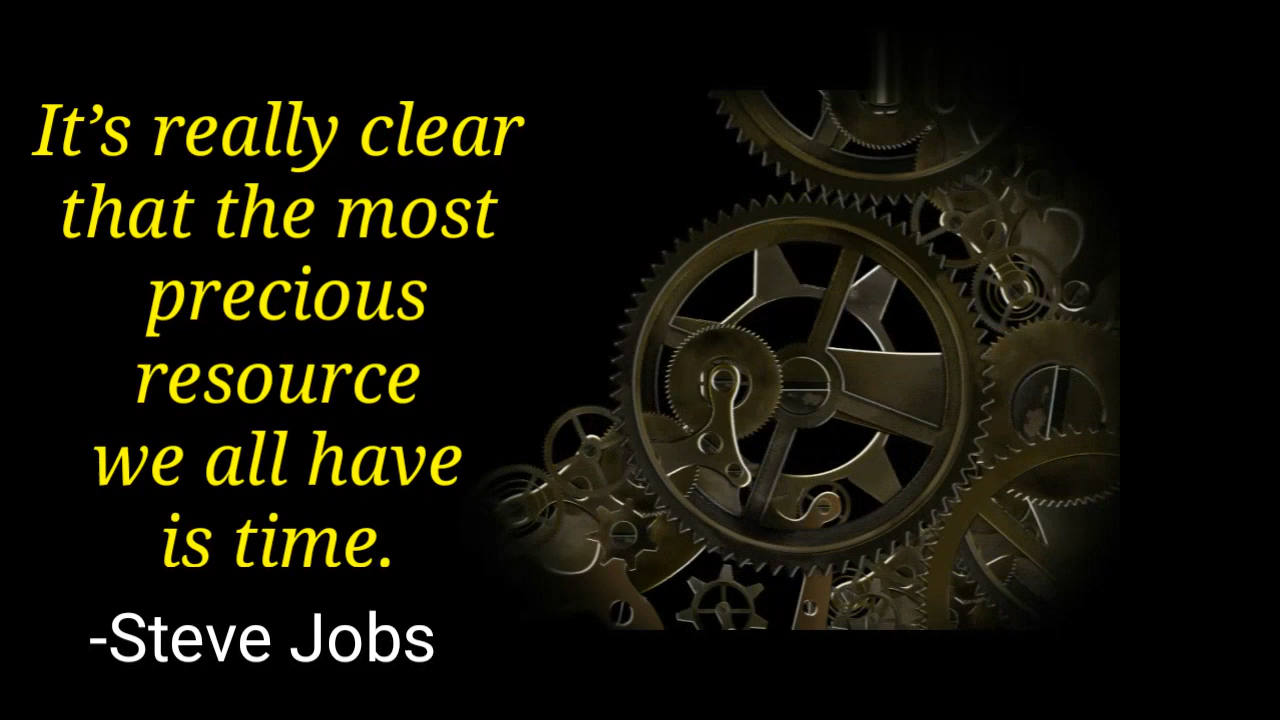 It’s really clear
that the most
precious
resource
we all have
is time.
-Steve Jobs